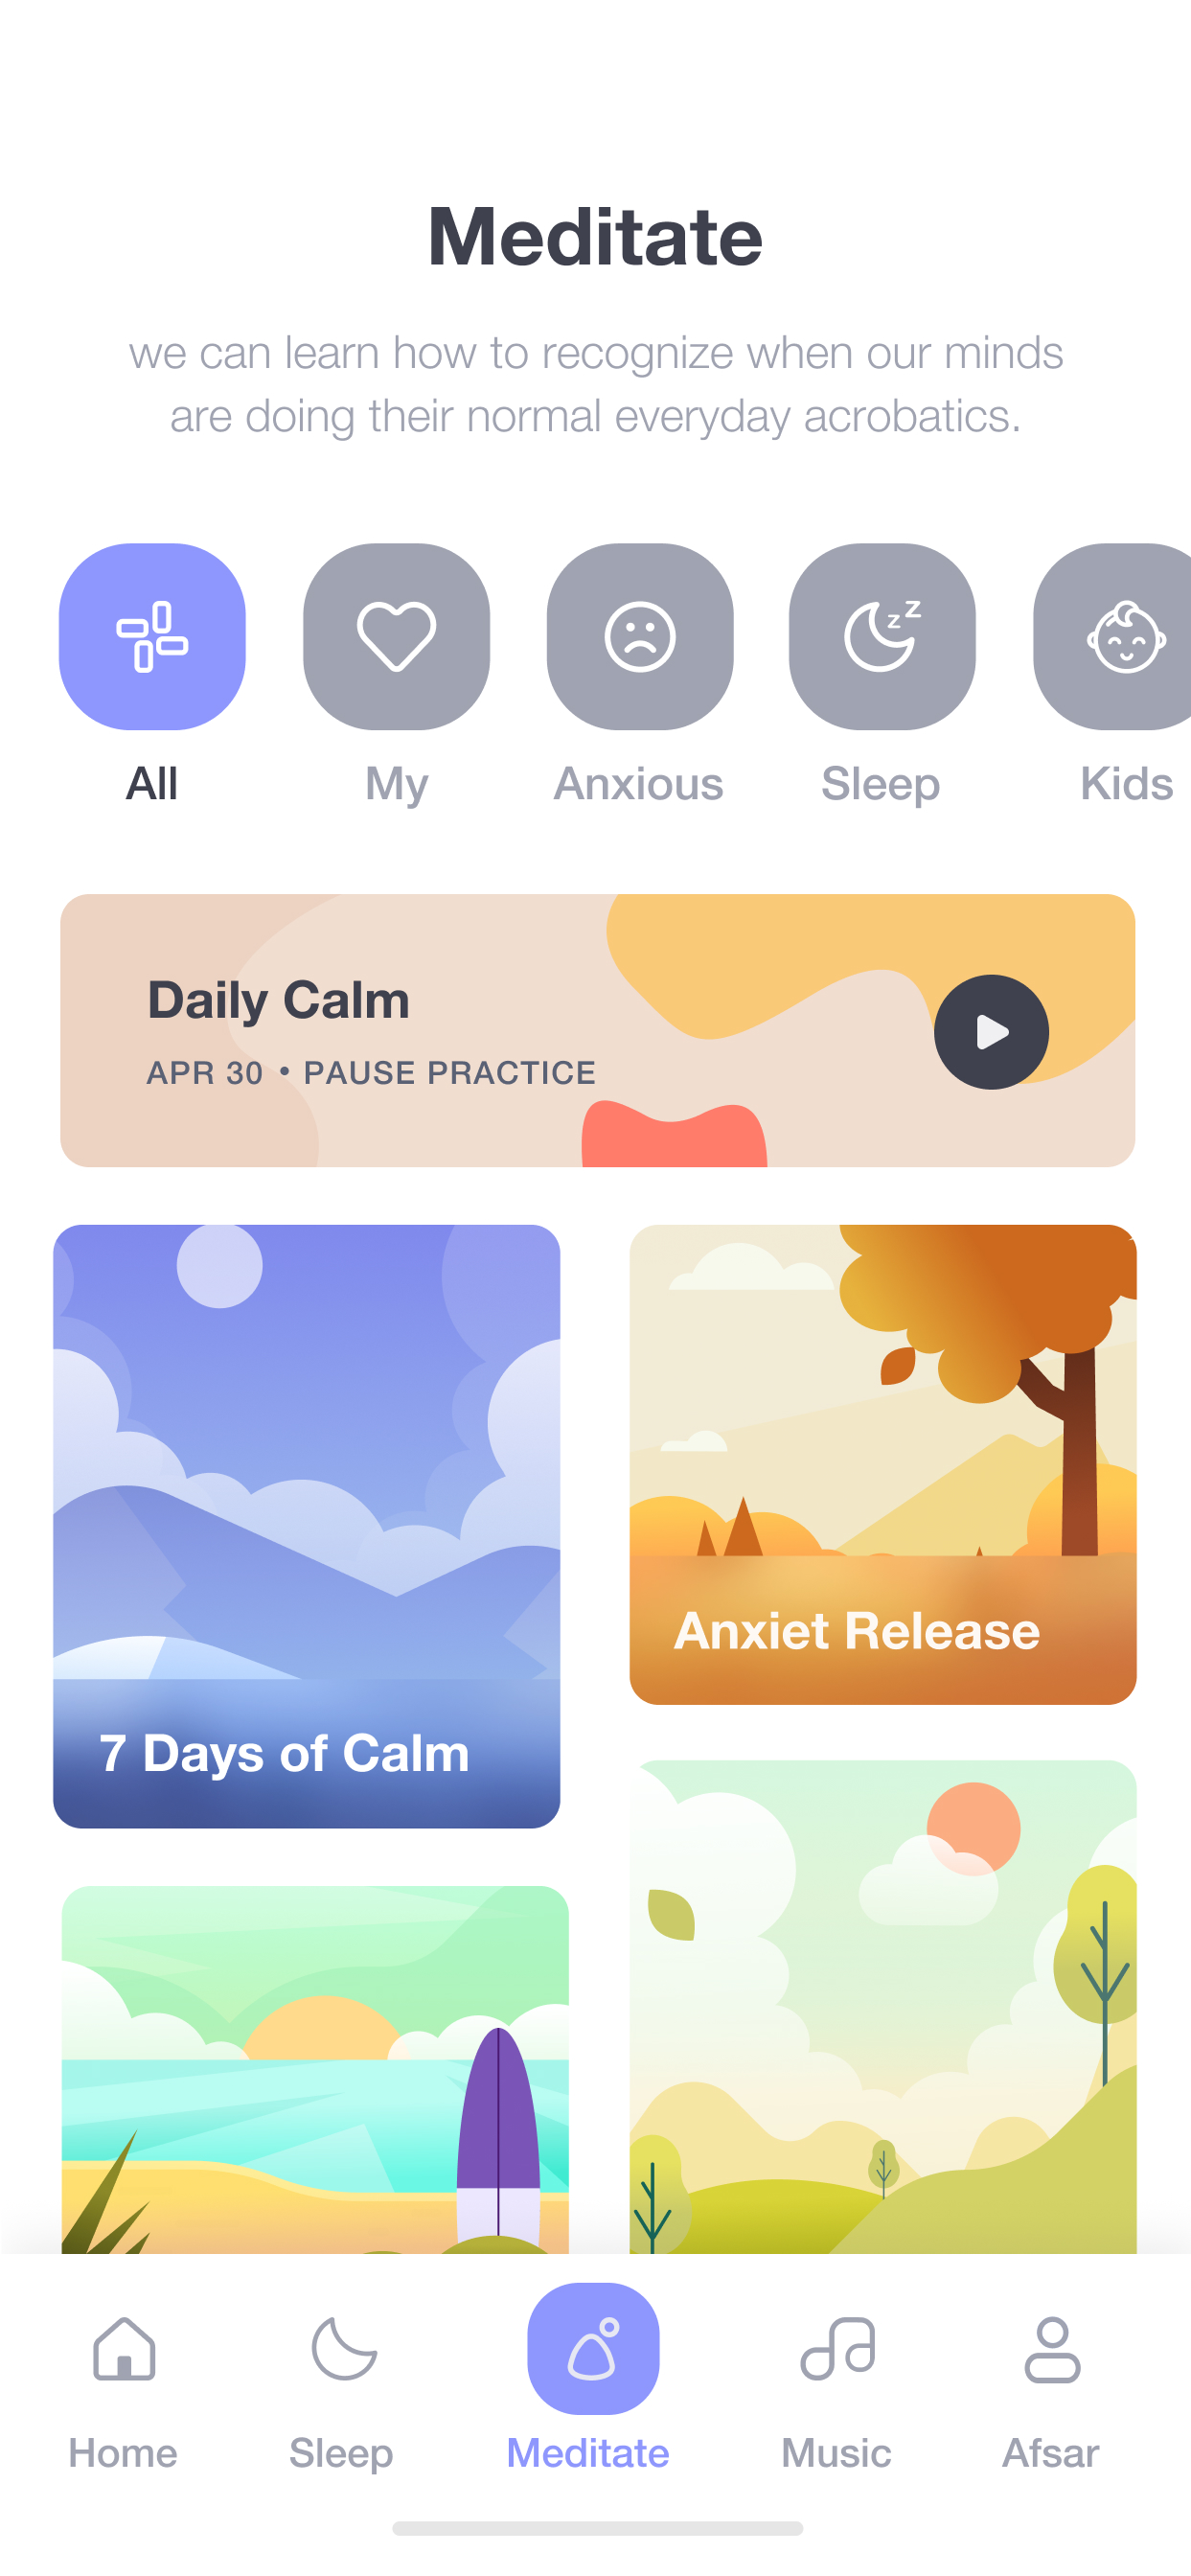 Meditate
we can learn how to recognize when our minds
are doing their normal everyday acrobatics.
All
My
Anxious
Sleep
Kids
Daily Calm
APR 30 • PAUSE PRACTICE
7 Days of Calm
Anxiet Release
Home
Sleep
Meditate
Music
Afsar